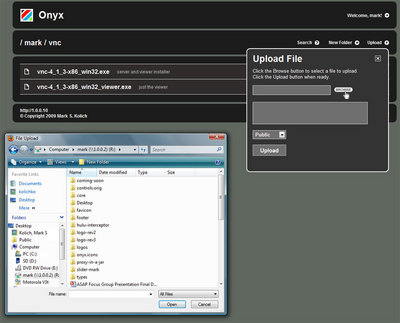 Onyx
Welcome, mark!
/ mark / vnc
Search
New Folder
Upload
vnc-4_1_3-x86_win32.exe server and viewer installer
vnc-4_1_3-x86_win32_viewer.exe just the viewer
http://1.0.0.10
© Copyright 2009 Mark S. Kolich
Upload File
Click the Browse button to select a file to upload.
Click the Upload button when ready.
BROWSE
Public
Upload
File Upload
Computer mark (\\1.0.0.2) (R:)
Organize Views New Folder
Favorite Links
Documents
kolichko
Desktop
More »
Folders
Desktop
Kolich, Mark S
Public
Computer
PC (C:)
SD (D:)
DVD RW Drive (E:)
mark (\\1.0.0.2) (R:)
Motorola V3t
Name Date modified Type Size
coming-soon
controls.orig
core
Desktop
favicon
footer
hulu-interceptor
logo-rev2
logo-rev3
logos
onyx.icons
proxy-in-a-jar
slider-mark
types
ASAP Focus Group Presentation Final D...
File name:
All Files
Open
Cancel